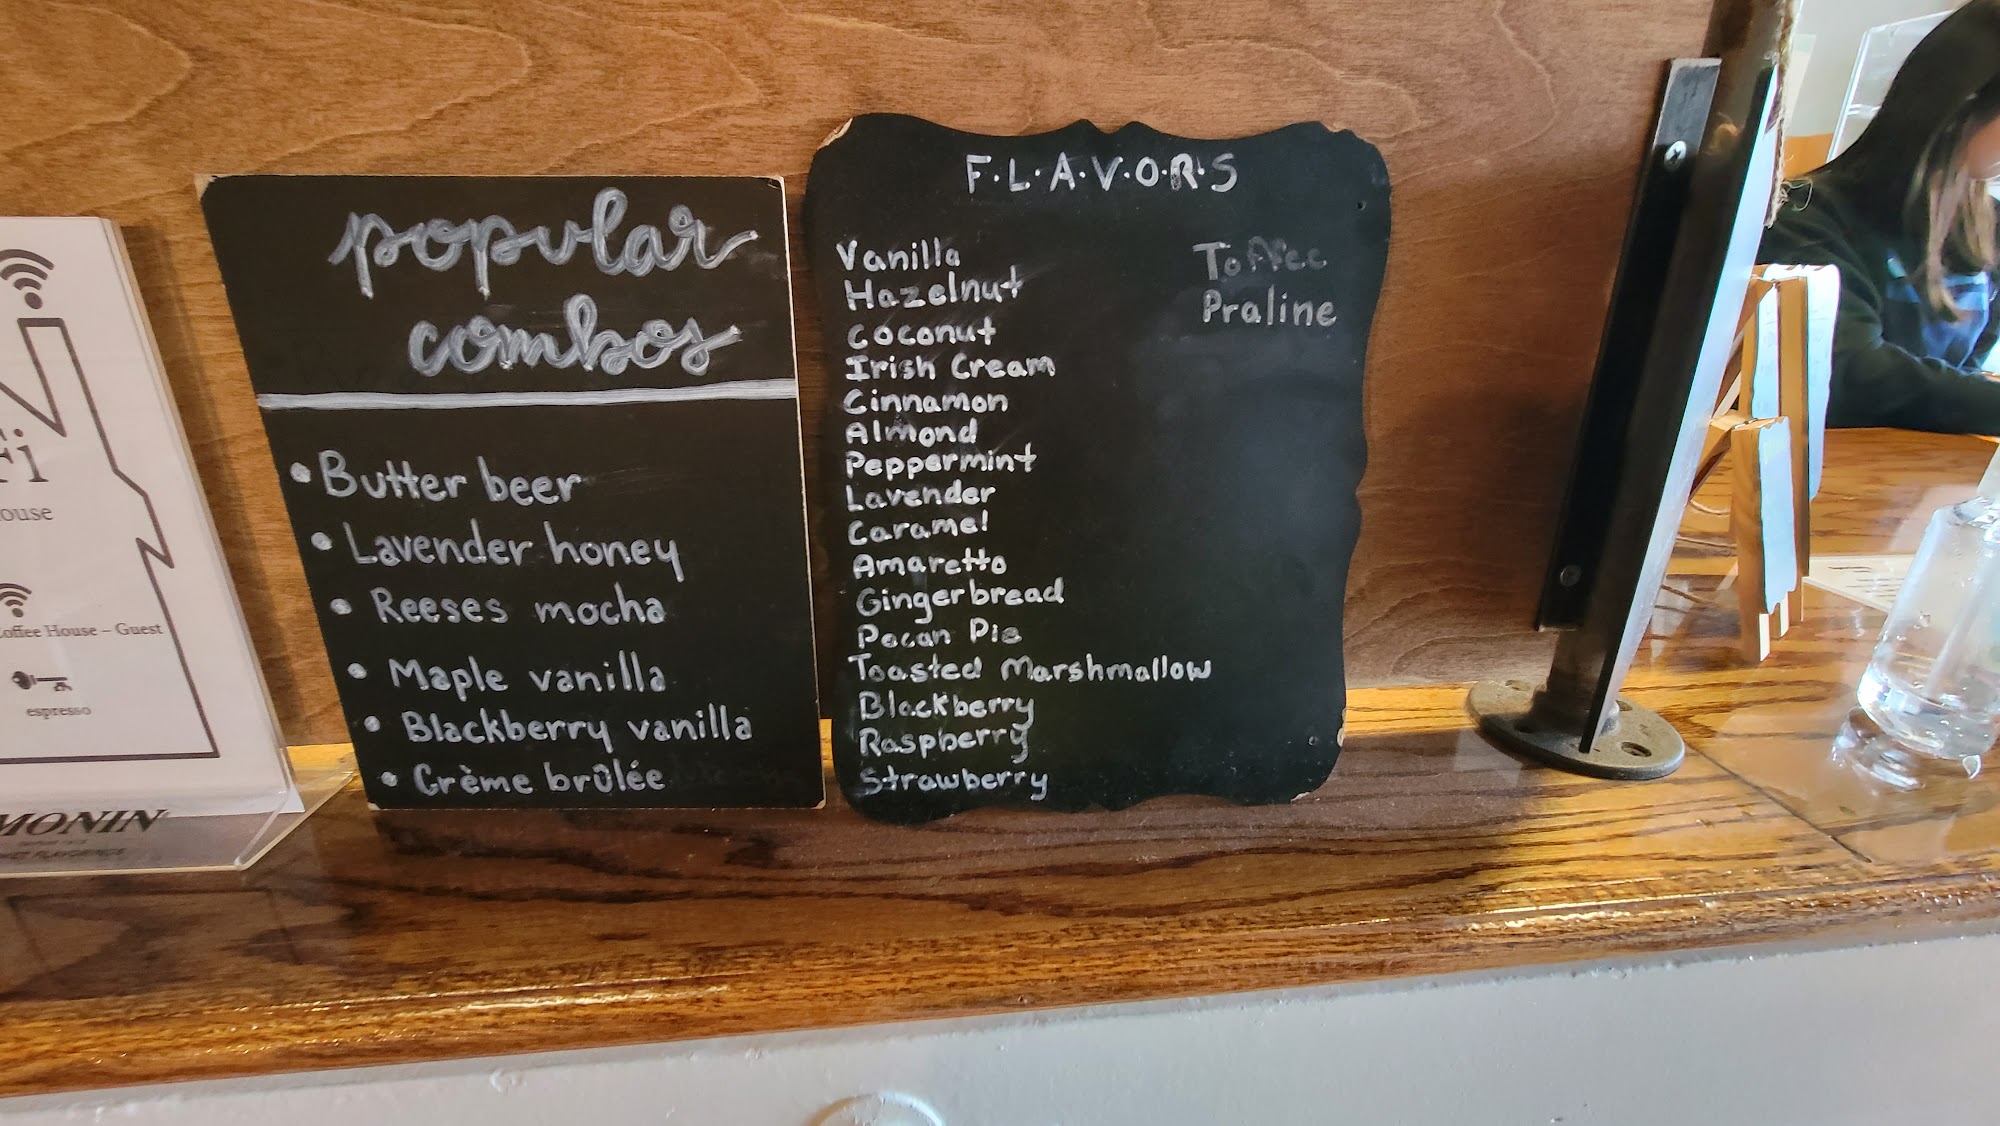 Fi
ouse
offee House – Guest
espresso
MONIN
popular
combos
• Butter beer
• Lavender honey
• Reeses mocha
• Maple vanilla
• Blackberry vanilla
• Crème brûlée
F·L·A·V·O·R·S
Vanilla
Hazelnut
Coconut
Irish Cream
Cinnamon
Almond
Peppermint
Lavender
Caramel
Amaretto
Gingerbread
Pecan Pie
Toasted Marshmallow
Blackberry
Raspberry
Strawberry
Toffee
Praline